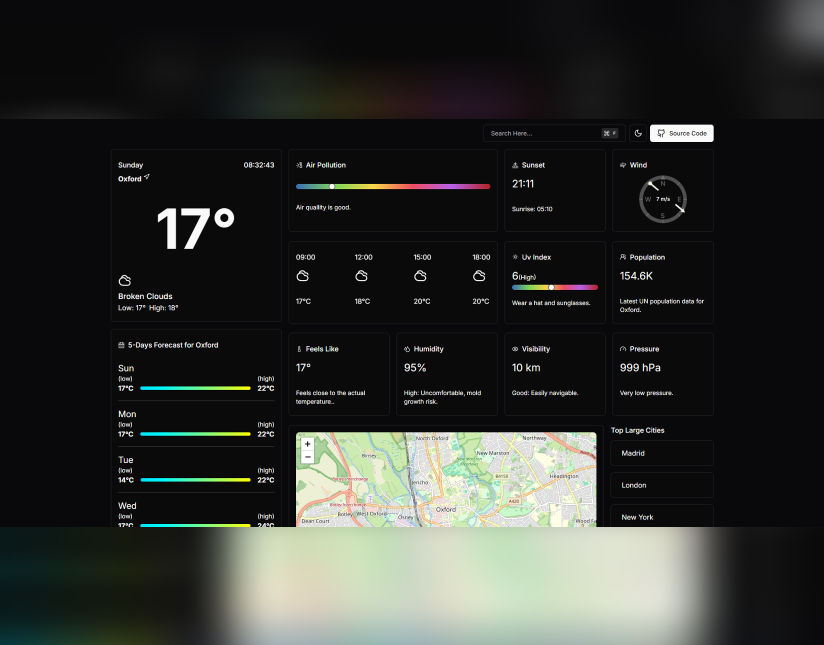 Search Here...
⌘ F
Source Code
Sunday
08:32:43
Oxford
17°
Broken Clouds
Low: 17° High: 18°
Air Pollution
Air quality is good.
Sunset
21:11
Sunrise: 05:10
Wind
N
W
7 m/s
E
S
09:00
12:00
15:00
18:00
17°C
18°C
20°C
20°C
Uv Index
6(High)
Wear a hat and sunglasses.
Population
154.6K
Latest UN population data for
Oxford.
5-Days Forecast for Oxford
Sun
(low)
(high)
17°C
22°C
Mon
(low)
(high)
17°C
22°C
Tue
(low)
(high)
14°C
22°C
Wed
(low)
(high)
17°C
24°C
Feels Like
17°
Feels close to the actual
temperature..
Humidity
95%
High: Uncomfortable, mold
growth risk.
Visibility
10 km
Good: Easily navigable.
Pressure
999 hPa
Very low pressure.
+
−
North Oxford
Northway
Binsey
New Marston
Jericho
Headington
B4150
A420
Botley
West Oxford
Oxford
Osney
Dean Court
Wood Fa
Top Large Cities
Madrid
London
New York